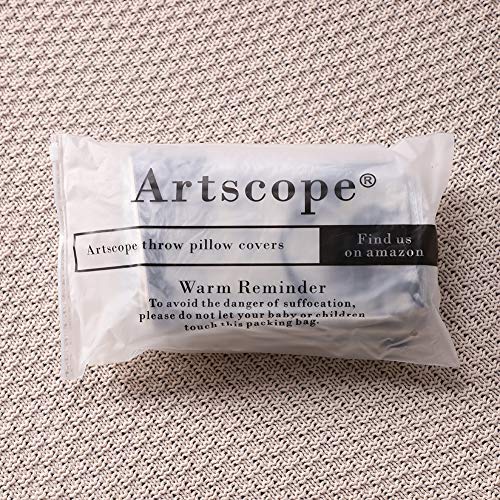 Artscope®
Artscope throw pillow covers
Find us
on amazon
Warm Reminder
To avoid the danger of suffocation,
please do not let your baby or children
touch this packing bag.